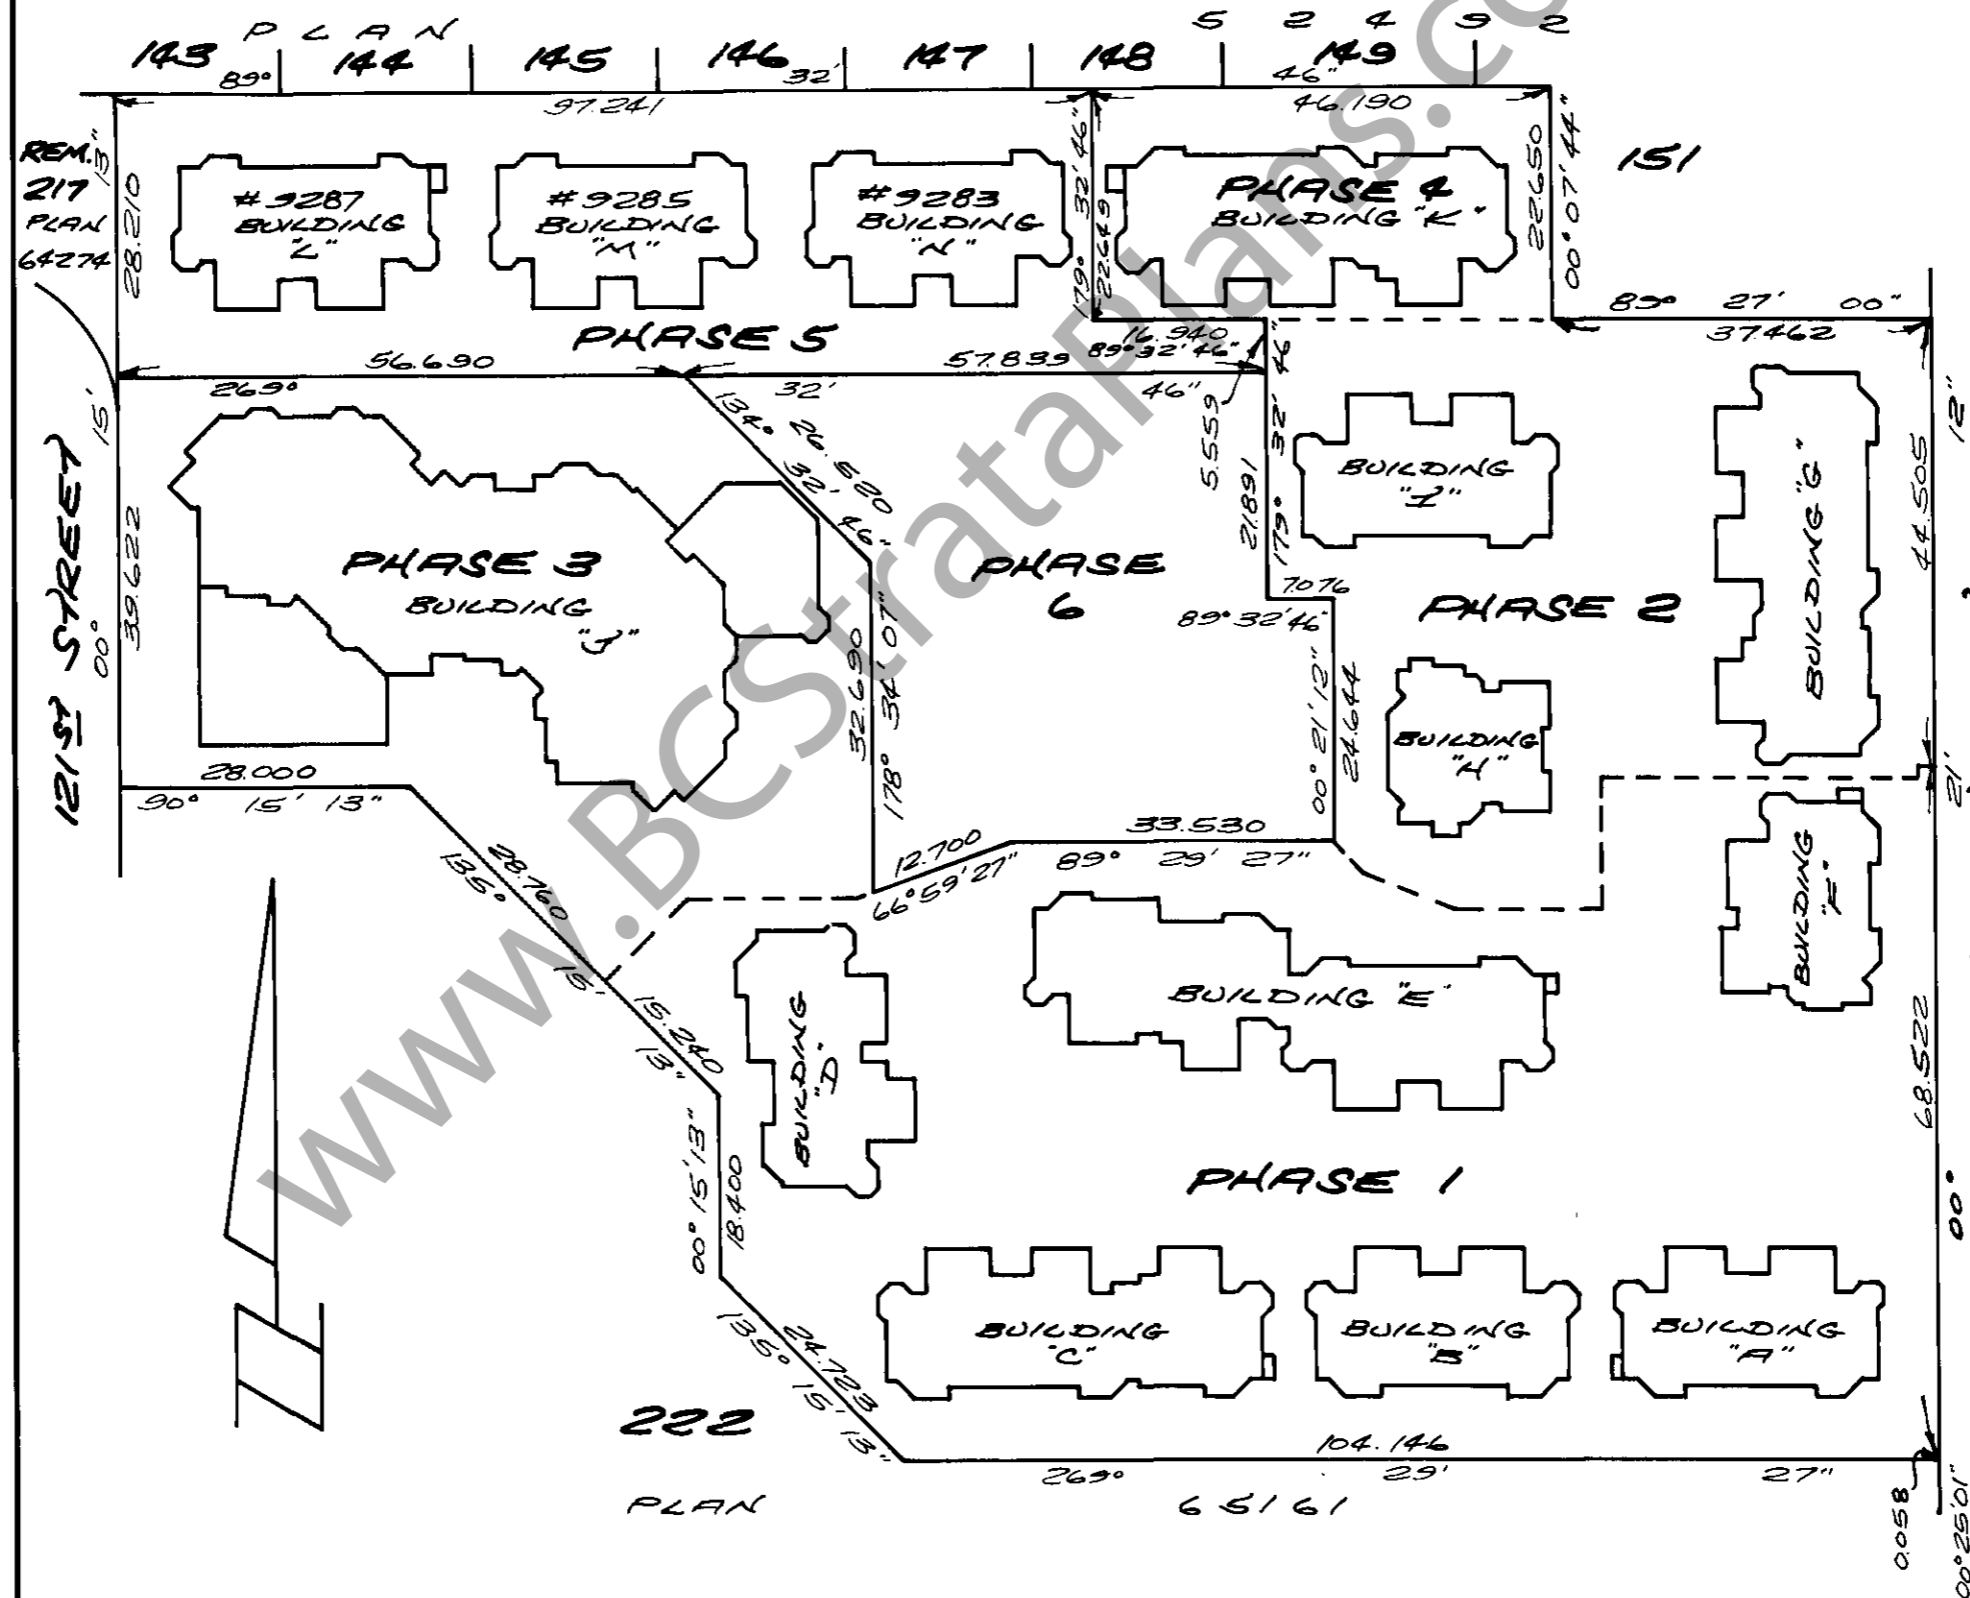 PLAN 5 2 4 9 2
143 144 145 146 147 148 149
89° 32' 46"
97.241 46.190
REM.
217
PLAN
64274
13"
28.210
#9287
BUILDING
"L"
#9285
BUILDING
"M"
#9283
BUILDING
"N"
179° 32' 46"
22.649
PHASE 4
BUILDING "K"
22.650
00° 07' 44"
151
89° 27' 00"
37.462
PHASE 5
16.940
89° 32' 46"
56.690 57.839
269° 32' 46"
5.559
134° 32' 46"
26.520
121ST STREET
00° 15'
39.622
PHASE 3
BUILDING
"J"
PHASE
6
21.891
179° 32' 46"
BUILDING
"I"
BUILDING "G"
44.505
12"
7.076
89° 32' 46"
PHASE 2
32.690
178° 34' 07"
00° 21' 12"
24.644
BUILDING
"H"
21'
28.000
90° 15' 13"
28.760
135° 15' 13"
12.700
66° 59' 27"
33.530
89° 29' 27"
BUILDING
"F"
15.240
BUILDING
"D"
BUILDING "E"
68.522
00° 15' 13"
18.400
PHASE 1
00°
24.723
135° 15' 13"
BUILDING
"C"
BUILDING
"B"
BUILDING
"A"
222
104.146
269° 29' 27"
PLAN 65161
0.058
00° 25' 01"
www.BCStrataPlans.co